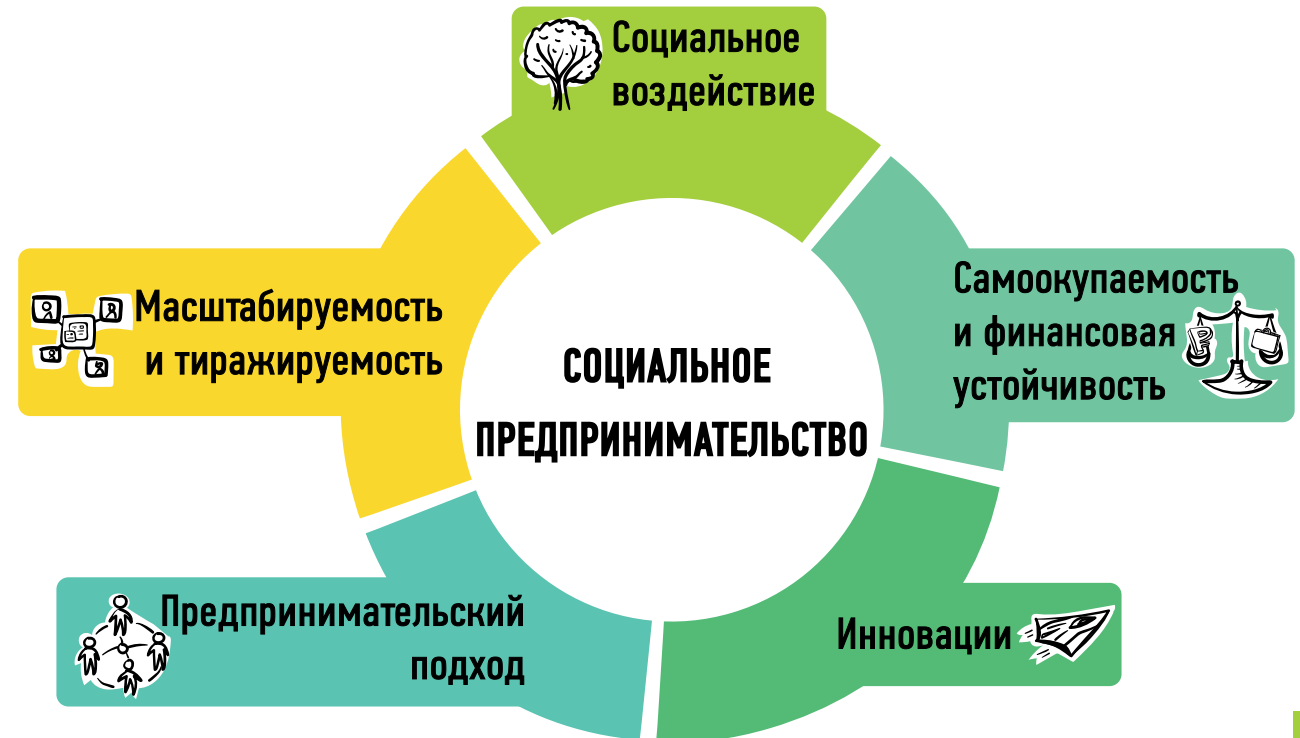 Социальное
воздействие
Самоокупаемость
и финансовая
устойчивость
Инновации
Предпринимательский
подход
Масштабируемость
и тиражируемость
СОЦИАЛЬНОЕ
ПРЕДПРИНИМАТЕЛЬСТВО